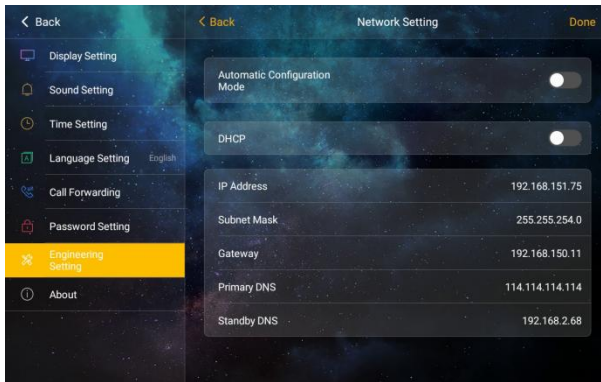 Back
Back
Network Setting
Done
Display Setting
Sound Setting
Time Setting
Language Setting English
Call Forwarding
Password Setting
Engineering
Setting
About
Automatic Configuration
Mode
DHCP
IP Address 192.168.151.75
Subnet Mask 255.255.254.0
Gateway 192.168.150.11
Primary DNS 114.114.114.114
Standby DNS 192.168.2.68